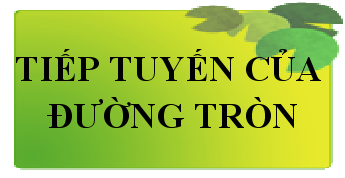 TIẾP TUYẾN CỦA
ĐƯỜNG TRÒN